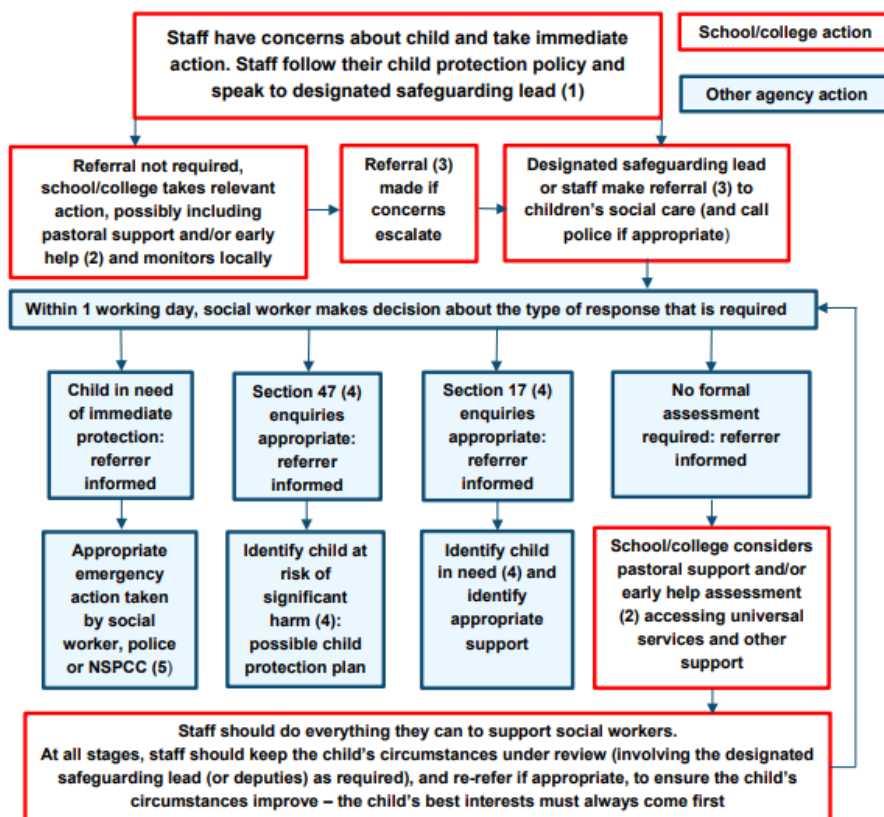 Staff have concerns about child and take immediate
action. Staff follow their child protection policy and
speak to designated safeguarding lead (1)
School/college action
Other agency action
Referral not required,
school/college takes relevant
action, possibly including
pastoral support and/or early
help (2) and monitors locally
Referral (3)
made if
concerns
escalate
Designated safeguarding lead
or staff make referral (3) to
children's social care (and call
police if appropriate)
Within 1 working day, social worker makes decision about the type of response that is required
Child in need
of immediate
protection:
referrer
informed
Section 47 (4)
enquiries
appropriate:
referrer
informed
Section 17 (4)
enquiries
appropriate:
referrer
informed
No formal
assessment
required: referrer
informed
Appropriate
emergency
action taken
by social
worker, police
or NSPCC (5)
Identify child at
risk of
significant
harm (4):
possible child
protection plan
Identify child
in need (4) and
identify
appropriate
support
School/college considers
pastoral support and/or
early help assessment
(2) accessing universal
services and other
support
Staff should do everything they can to support social workers.
At all stages, staff should keep the child's circumstances under review (involving the designated
safeguarding lead (or deputies) as required), and re-refer if appropriate, to ensure the child's
circumstances improve – the child's best interests must always come first